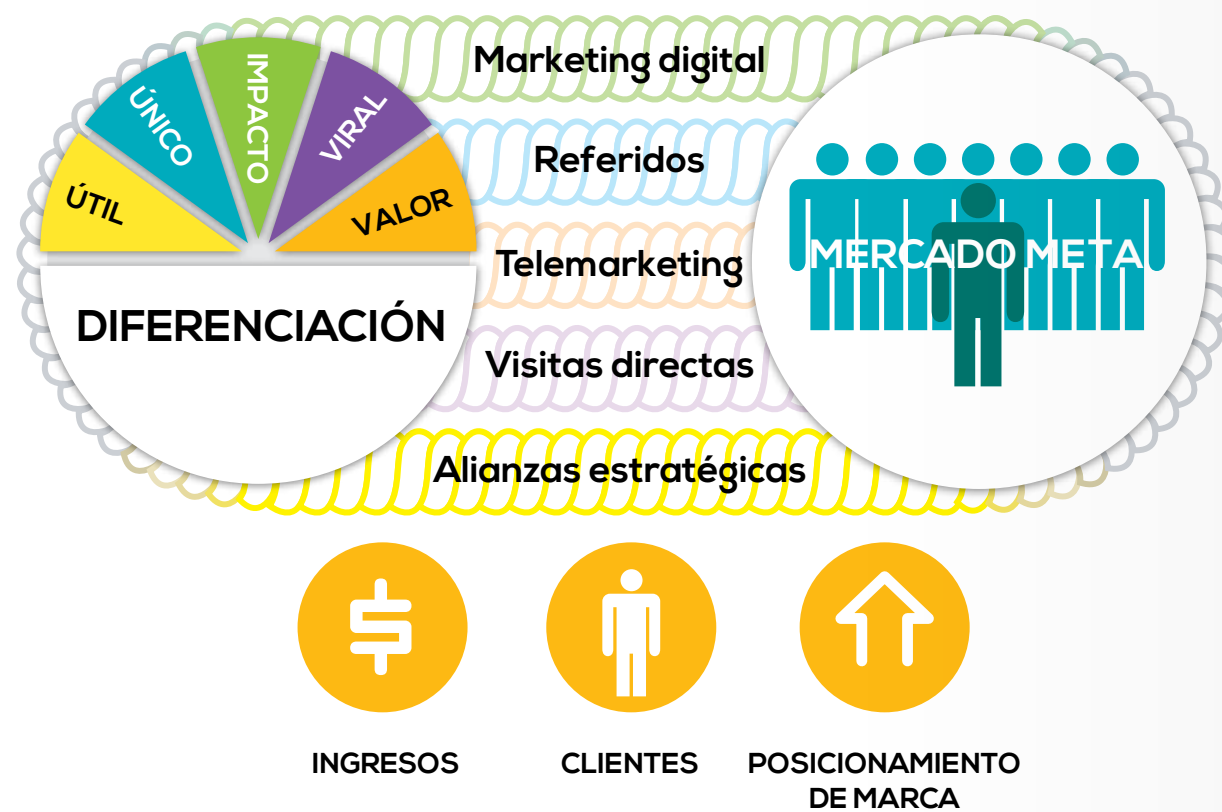 Marketing digital
Referidos
Telemarketing
Visitas directas
Alianzas estratégicas
ÚTIL
ÚNICO
IMPACTO
VIRAL
VALOR
DIFERENCIACIÓN
MERCADO META
INGRESOS
CLIENTES
POSICIONAMIENTO
DE MARCA